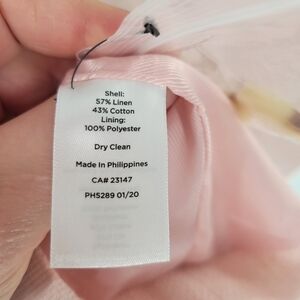 Shell:
57% Linen
43% Cotton
Lining:
100% Polyester
Dry Clean
Made In Philippines
CA# 23147
PH5289 01/20